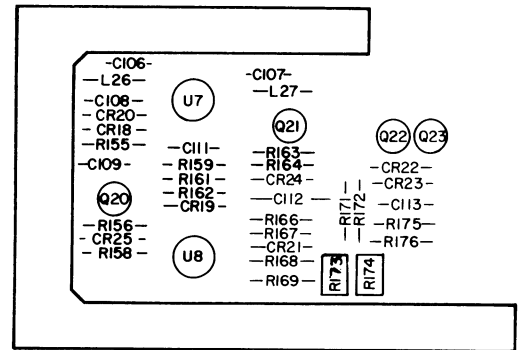 -C106-
-L26-
-C108-
-CR20-
-CR18-
-R155-
-C109-
Q20
-R156-
-CR25-
-R158-
U7
-C111-
-R159-
-R161-
-R162-
-CR19-
U8
-C107-
-L27-
Q21
-R163-
-R164-
-CR24-
-C112-
-R166-
-R167-
-CR21-
-R168-
-R169-
-R171-
-R172-
R173
R174
Q22 Q23
-CR22-
-CR23-
-C113-
-R175-
-R176-